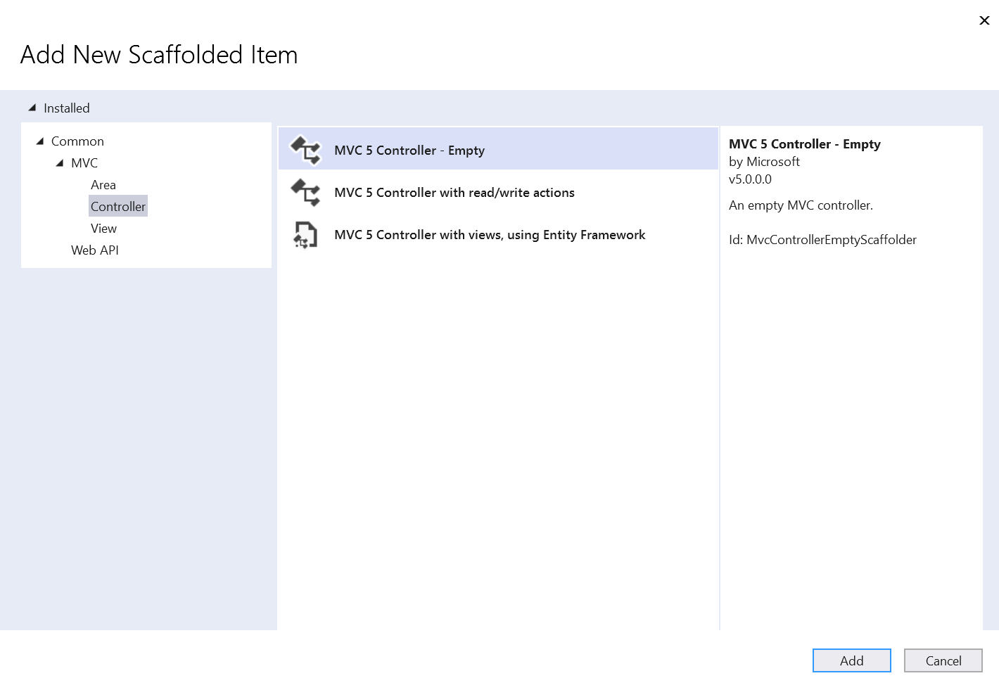 Add New Scaffolded Item
Installed
Common
MVC
Area
Controller
View
Web API
MVC 5 Controller - Empty
MVC 5 Controller with read/write actions
MVC 5 Controller with views, using Entity Framework
MVC 5 Controller - Empty
by Microsoft
v5.0.0.0
An empty MVC controller.
Id: MvcControllerEmptyScaffolder
Add
Cancel